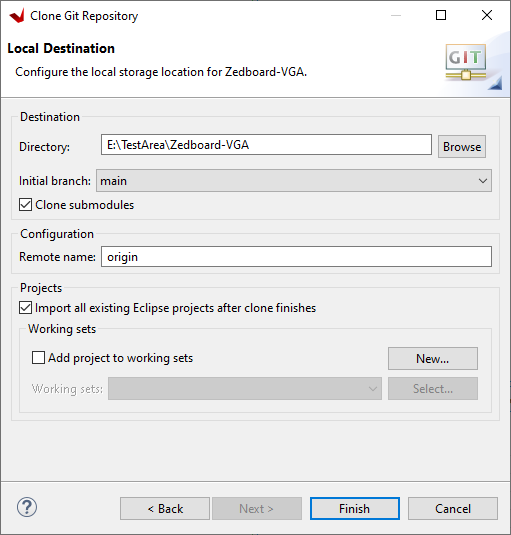 Clone Git Repository
Local Destination
Configure the local storage location for Zedboard-VGA.
GIT
Destination
Directory: E:\TestArea\Zedboard-VGA Browse
Initial branch: main
Clone submodules
Configuration
Remote name: origin
Projects
Import all existing Eclipse projects after clone finishes
Working sets
Add project to working sets New...
Working sets: Select...
? < Back Next > Finish Cancel